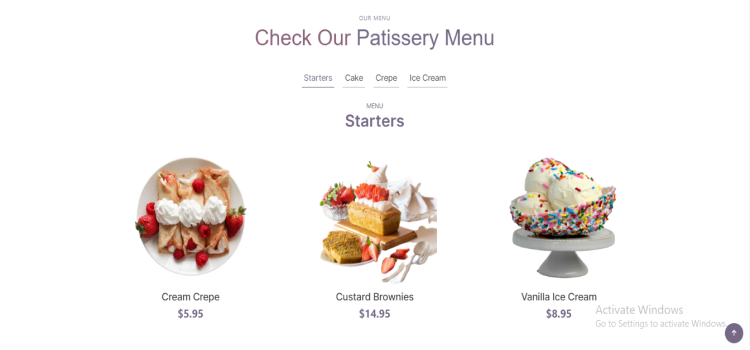 OUR MENU
Check Our Patissery Menu
Starters Cake Crepe Ice Cream
MENU
Starters
Cream Crepe Custard Brownies Vanilla Ice Cream
$5.95 $14.95 $8.95
Activate Windows
Go to Settings to activate Windows.